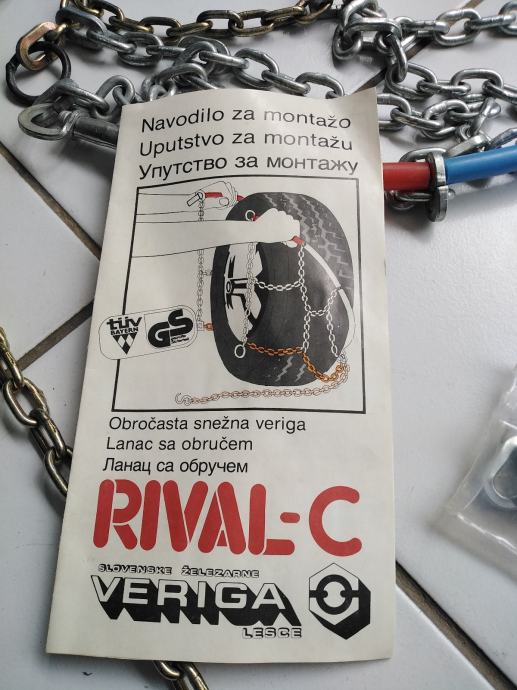 Navodilo za montažo
Uputstvo za montažu
Упутство за монтажу
TÜV
BAYERN
GS
Obročasta snežna veriga
Lanac sa obručem
Ланац са обручем
RIVAL-C
SLOVENSKE ŽELEZARNE
VERIGA
LESCE